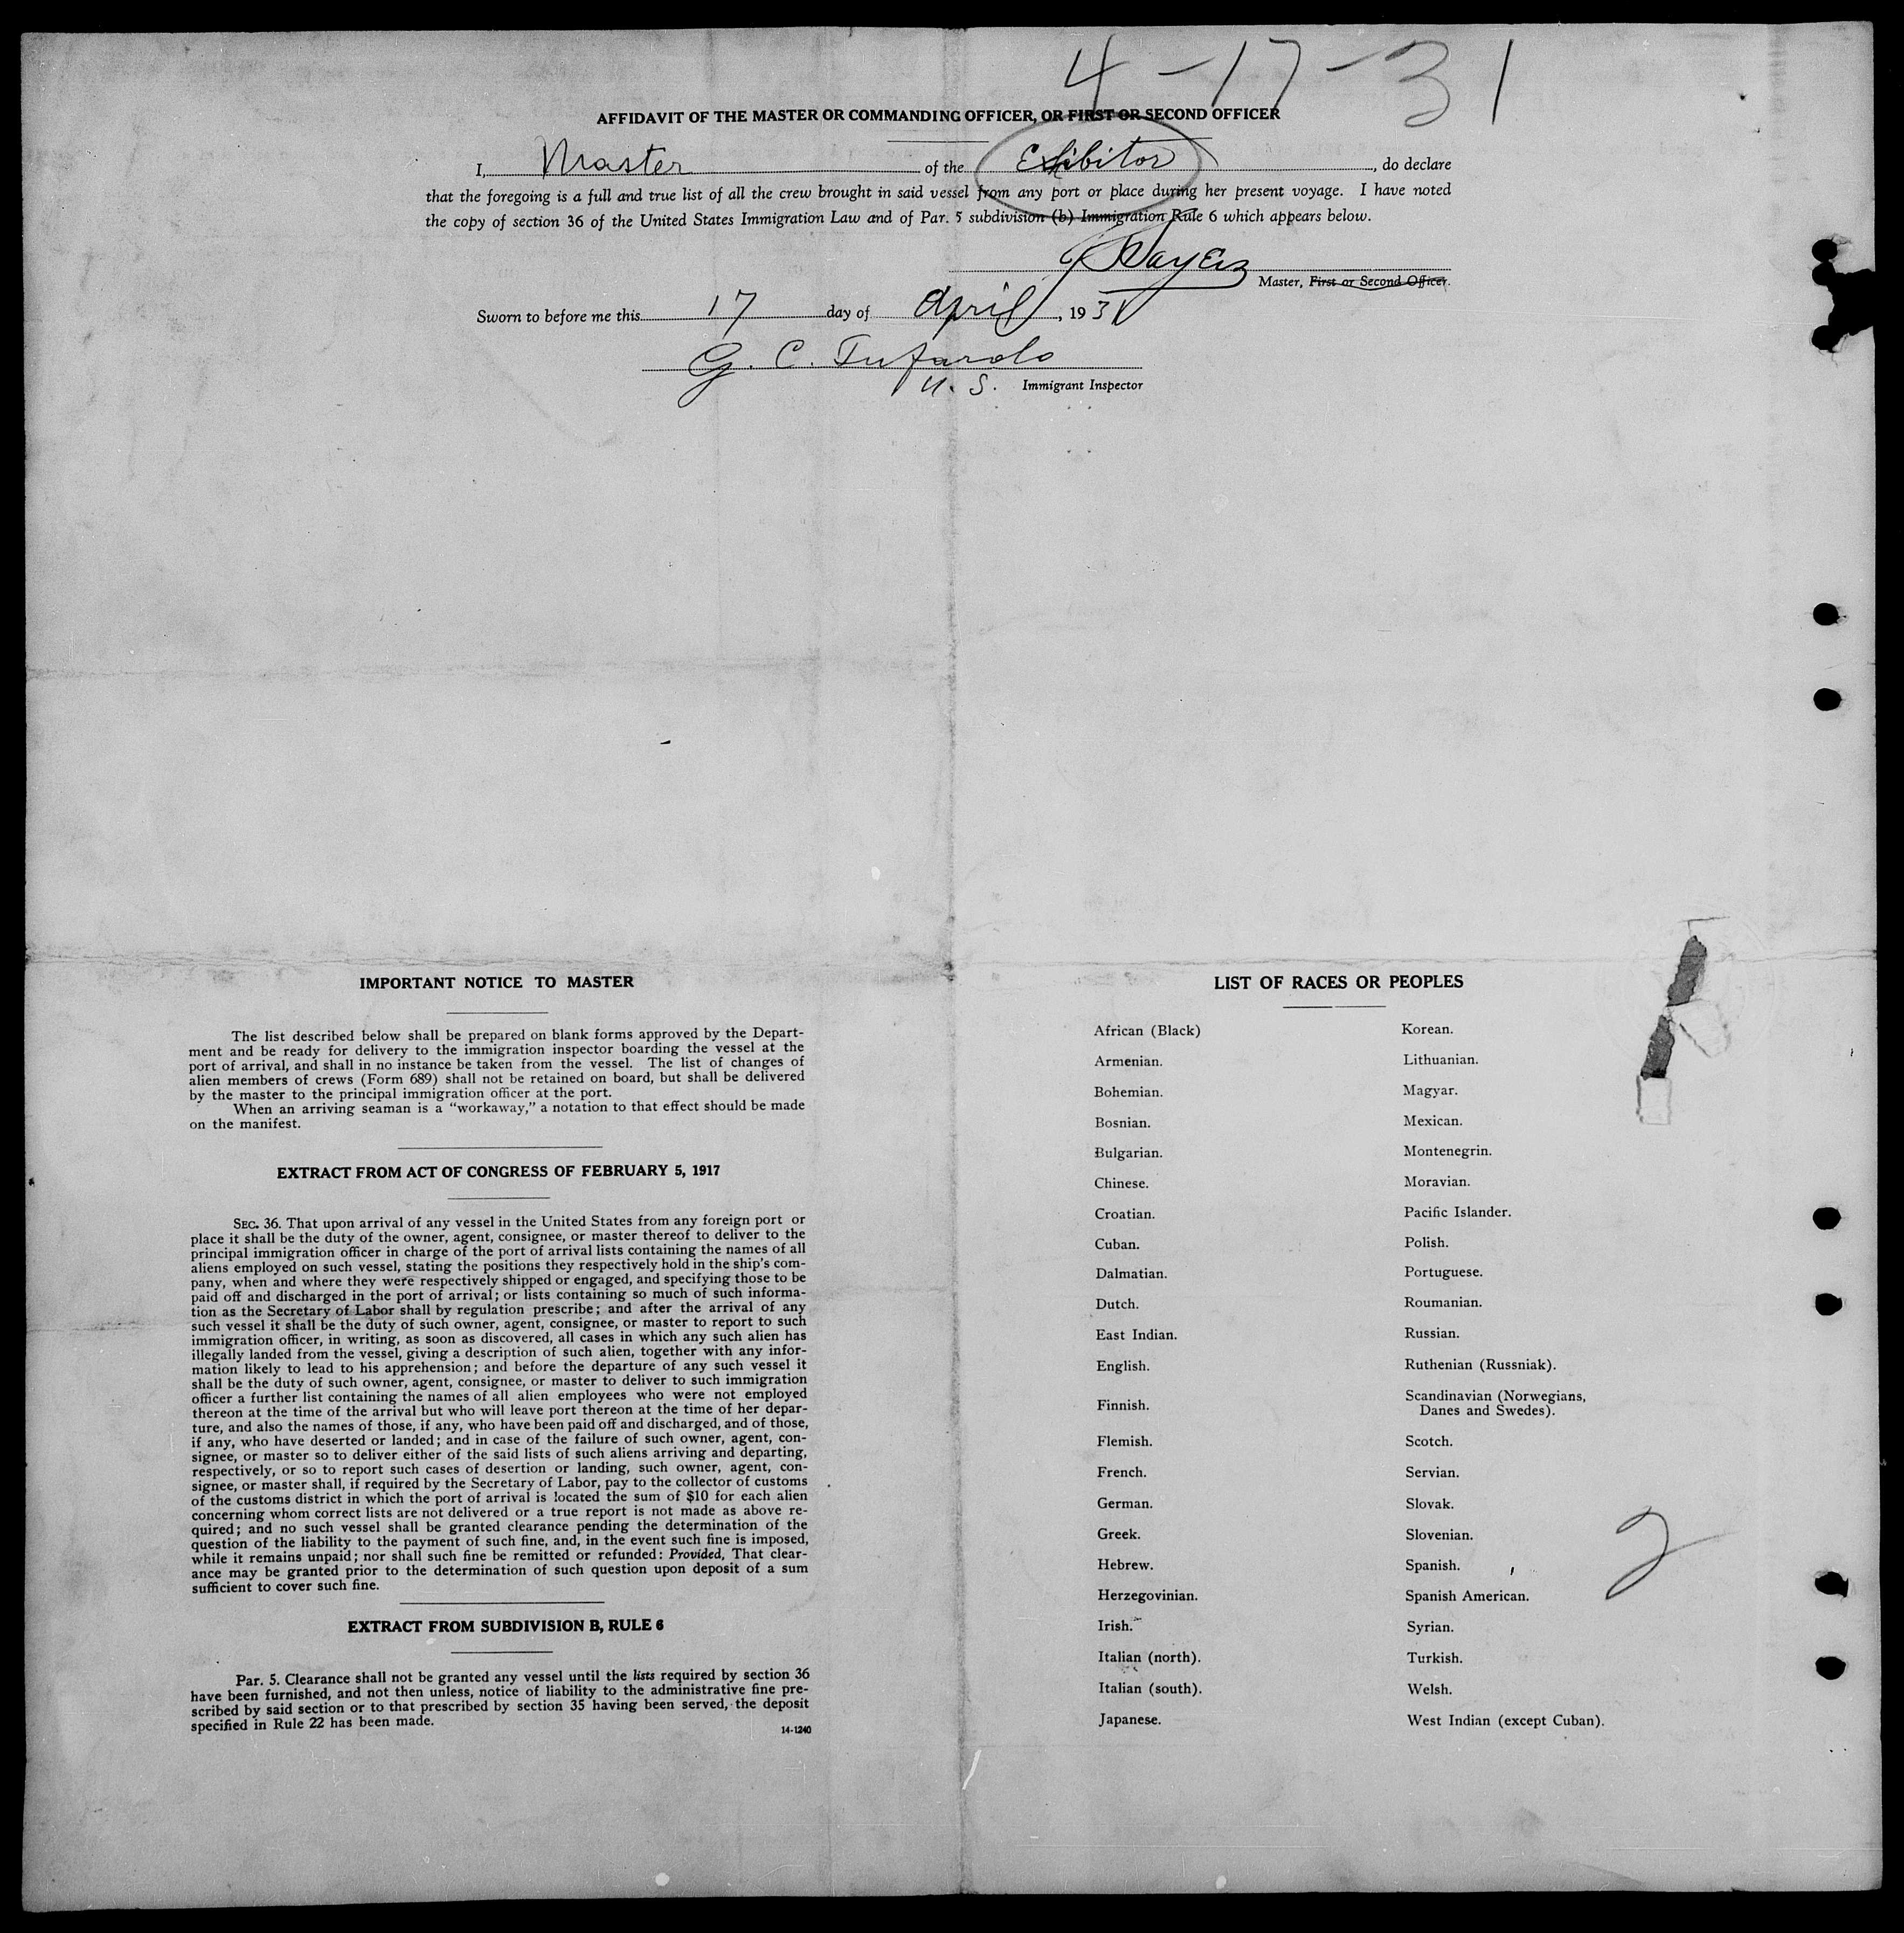 4-17-31
AFFIDAVIT OF THE MASTER OR COMMANDING OFFICER, OR FIRST OR SECOND OFFICER
I, Master of the Exhibitor, do declare
that the foregoing is a full and true list of all the crew brought in said vessel from any port or place during her present voyage. I have noted
the copy of section 36 of the United States Immigration Law and of Par. 5 subdivision (b) Immigration Rule 6 which appears below.
Master, First or Second Officer.
Sworn to before me this 17 day of April, 1931
G. C.
U. S. Immigrant Inspector
IMPORTANT NOTICE TO MASTER
The list described below shall be prepared on blank forms approved by the Depart-
ment and be ready for delivery to the immigration inspector boarding the vessel at the
port of arrival, and shall in no instance be taken from the vessel. The list of changes of
alien members of crews (Form 689) shall not be retained on board, but shall be delivered
by the master to the principal immigration officer at the port.
When an arriving seaman is a "workaway," a notation to that effect should be made
on the manifest.
EXTRACT FROM ACT OF CONGRESS OF FEBRUARY 5, 1917
SEC. 36. That upon arrival of any vessel in the United States from any foreign port or
place it shall be the duty of the owner, agent, consignee, or master thereof to deliver to the
principal immigration officer in charge of the port of arrival lists containing the names of all
aliens employed on such vessel, stating the positions they respectively hold in the ship's com-
pany, when and where they were respectively shipped or engaged, and specifying those to be
paid off and discharged in the port of arrival; or lists containing so much of such informa-
tion as the Secretary of Labor shall by regulation prescribe; and after the arrival of any
such vessel it shall be the duty of such owner, agent, consignee, or master to report to such
immigration officer, in writing, as soon as discovered, all cases in which any such alien has
illegally landed from the vessel, giving a description of such alien, together with any infor-
mation likely to lead to his apprehension; and before the departure of any such vessel it
shall be the duty of such owner, agent, consignee, or master to deliver to such immigration
officer a further list containing the names of all alien employees who were not employed
thereon at the time of the arrival but who will leave port thereon at the time of her depar-
ture, and also the names of those, if any, who have been paid off and discharged, and of those,
if any, who have deserted or landed; and in case of the failure of such owner, agent, con-
signee, or master so to deliver either of the said lists of such aliens arriving and departing,
respectively, or so to report such cases of desertion or landing, such owner, agent, con-
signee, or master shall, if required by the Secretary of Labor, pay to the collector of customs
of the customs district in which the port of arrival is located the sum of $10 for each alien
concerning whom correct lists are not delivered or a true report is not made as above re-
quired; and no such vessel shall be granted clearance pending the determination of the
question of the liability to the payment of such fine, and, in the event such fine is imposed,
while it remains unpaid; nor shall such fine be remitted or refunded: Provided, That clear-
ance may be granted prior to the determination of such question upon deposit of a sum
sufficient to cover such fine.
EXTRACT FROM SUBDIVISION B, RULE 6
Par. 5. Clearance shall not be granted any vessel until the lists required by section 36
have been furnished, and not then unless, notice of liability to the administrative fine pre-
scribed by said section or to that prescribed by section 35 having been served, the deposit
specified in Rule 22 has been made.
14-1240
LIST OF RACES OR PEOPLES
African (Black)
Armenian.
Bohemian.
Bosnian.
Bulgarian.
Chinese.
Croatian.
Cuban.
Dalmatian.
Dutch.
East Indian.
English.
Finnish.
Flemish.
French.
German.
Greek.
Hebrew.
Herzegovinian.
Irish.
Italian (north).
Italian (south).
Japanese.
Korean.
Lithuanian.
Magyar.
Mexican.
Montenegrin.
Moravian.
Pacific Islander.
Polish.
Portuguese.
Roumanian.
Russian.
Ruthenian (Russniak).
Scandinavian (Norwegians,
Danes and Swedes).
Scotch.
Servian.
Slovak.
Slovenian.
Spanish.
Spanish American.
Syrian.
Turkish.
Welsh.
West Indian (except Cuban).
2